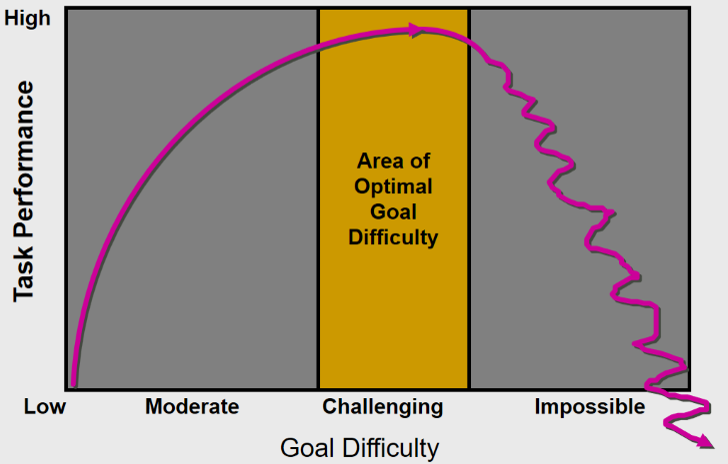 High
Task Performance
Area of
Optimal
Goal
Difficulty
Low Moderate Challenging Impossible
Goal Difficulty